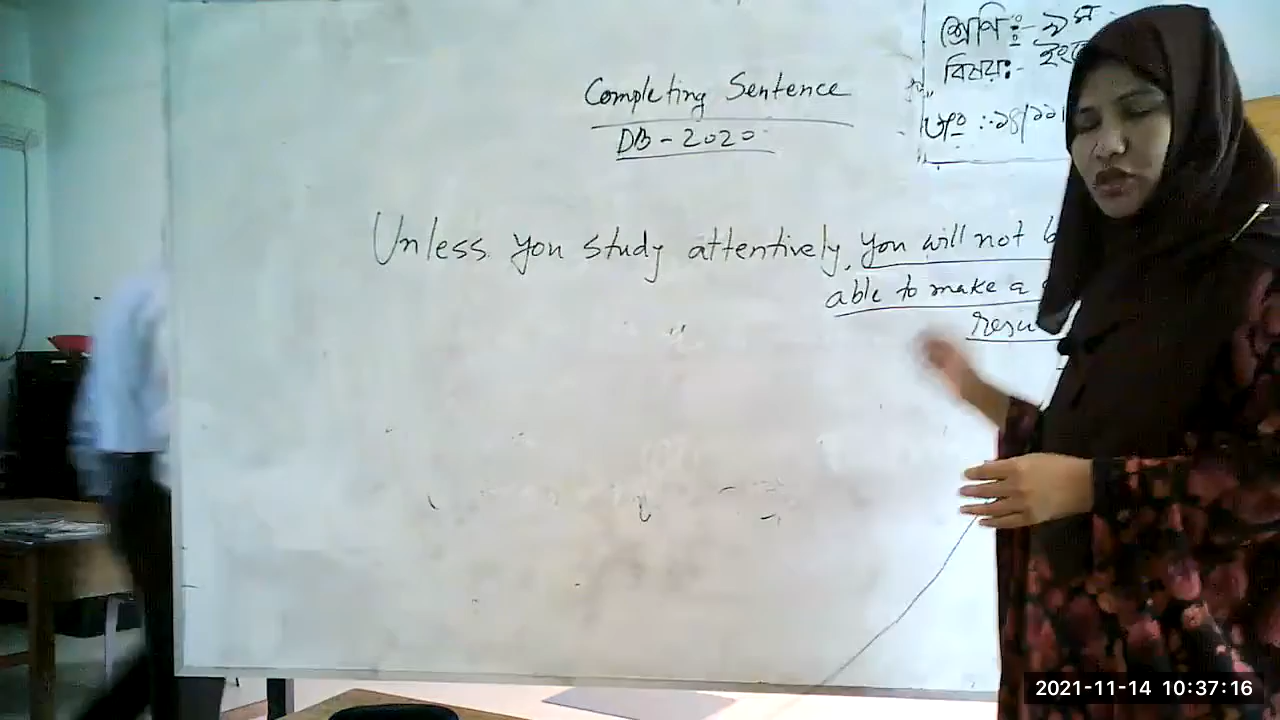 Completing Sentence
DB - 2020
শ্রেণি : - ৯ম
বিষয়: -
Unless you study attentively, you will not
able to make a
2021-11-14 10:37:16